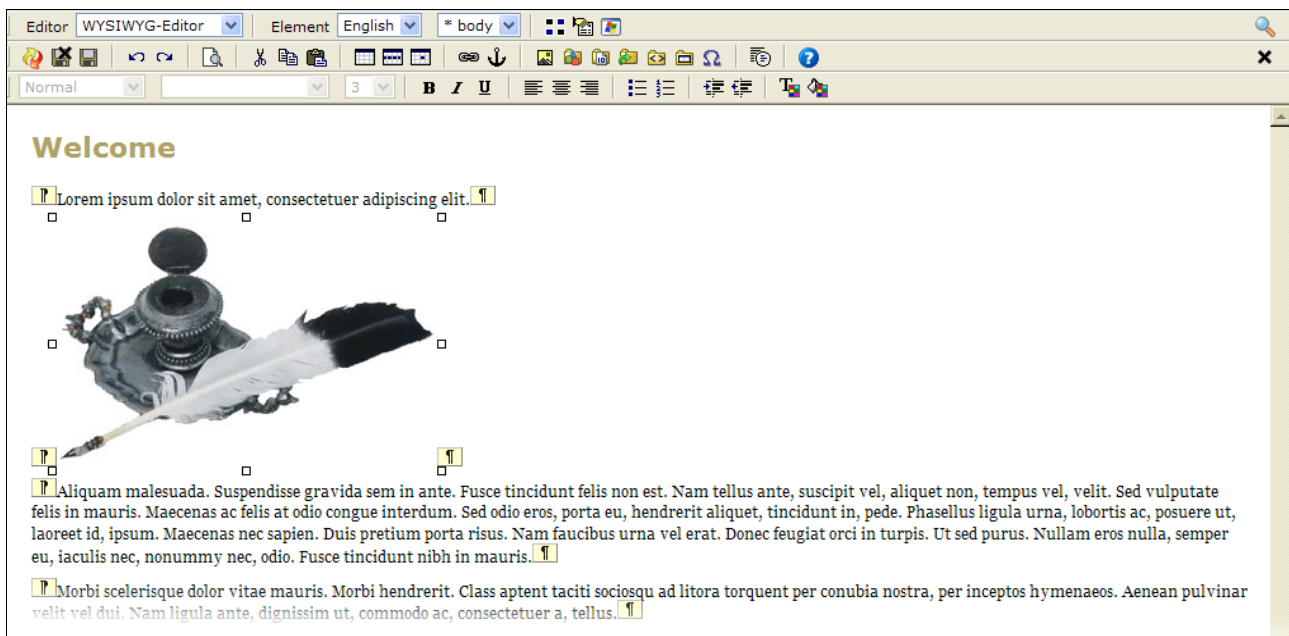 Editor WYSIWYG-Editor Element English * body
Normal 3 B I U
Welcome
Lorem ipsum dolor sit amet, consectetuer adipiscing elit. ¶
¶
Aliquam malesuada. Suspendisse gravida sem in ante. Fusce tincidunt felis non est. Nam tellus ante, suscipit vel, aliquet non, tempus vel, velit. Sed vulputate
felis in mauris. Maecenas ac felis at odio congue interdum. Sed odio eros, porta eu, hendrerit aliquet, tincidunt in, pede. Phasellus ligula urna, lobortis ac, posuere ut,
laoreet id, ipsum. Maecenas nec sapien. Duis pretium porta risus. Nam faucibus urna vel erat. Donec feugiat orci in turpis. Ut sed purus. Nullam eros nulla, semper
eu, iaculis nec, nonummy nec, odio. Fusce tincidunt nibh in mauris. ¶
Morbi scelerisque dolor vitae mauris. Morbi hendrerit. Class aptent taciti sociosqu ad litora torquent per conubia nostra, per inceptos hymenaeos. Aenean pulvinar
velit vel dui. Nam ligula ante, dignissim ut, commodo ac, consectetuer a, tellus. ¶